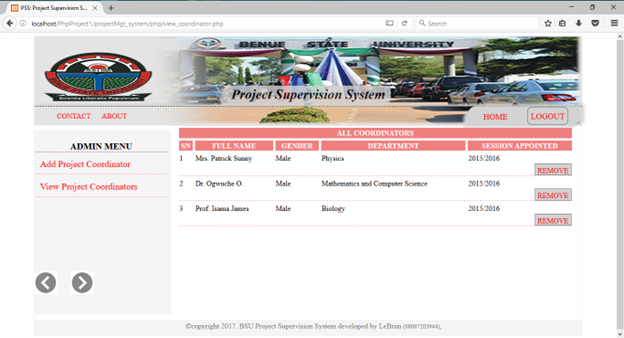 PSS: Project Supervision S...
localhost/PhpProject1/projectMgt_system/php/view_coordinator.php
Search
BENUE STATE UNIVERSITY
Project Supervision System
CONTACT ABOUT
HOME LOGOUT
ADMIN MENU
Add Project Coordinator
View Project Coordinators
ALL COORDINATORS
SN FULL NAME GENDER DEPARTMENT SESSION APPOINTED
1 Mrs. Patrick Sunny Male Physics 2015/2016
REMOVE
2 Dr. Ogwuche O. Male Mathematics and Computer Science 2015/2016
REMOVE
3 Prof. Isama James Male Biology 2015/2016
REMOVE
©copyright 2017. BSU Project Supervision System developed by LeBrun (08067203944),